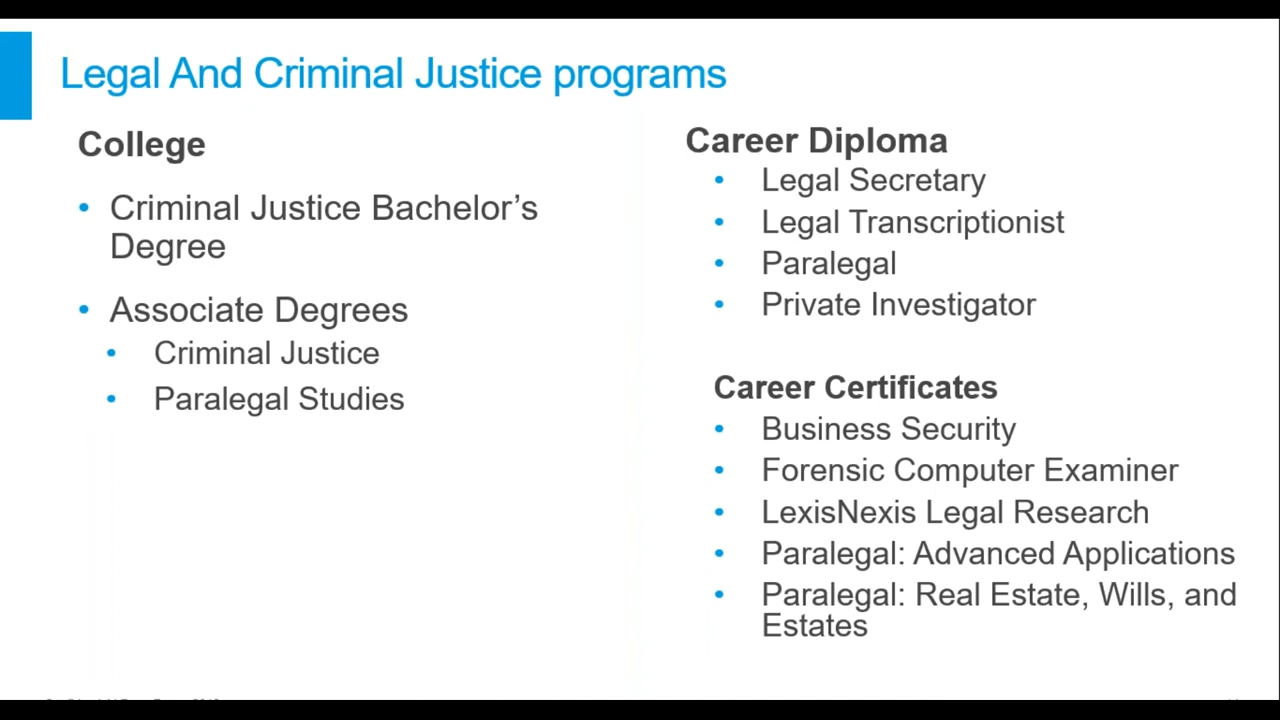 Legal And Criminal Justice programs
College
• Criminal Justice Bachelor’s
Degree
• Associate Degrees
• Criminal Justice
• Paralegal Studies
Career Diploma
• Legal Secretary
• Legal Transcriptionist
• Paralegal
• Private Investigator
Career Certificates
• Business Security
• Forensic Computer Examiner
• LexisNexis Legal Research
• Paralegal: Advanced Applications
• Paralegal: Real Estate, Wills, and
Estates